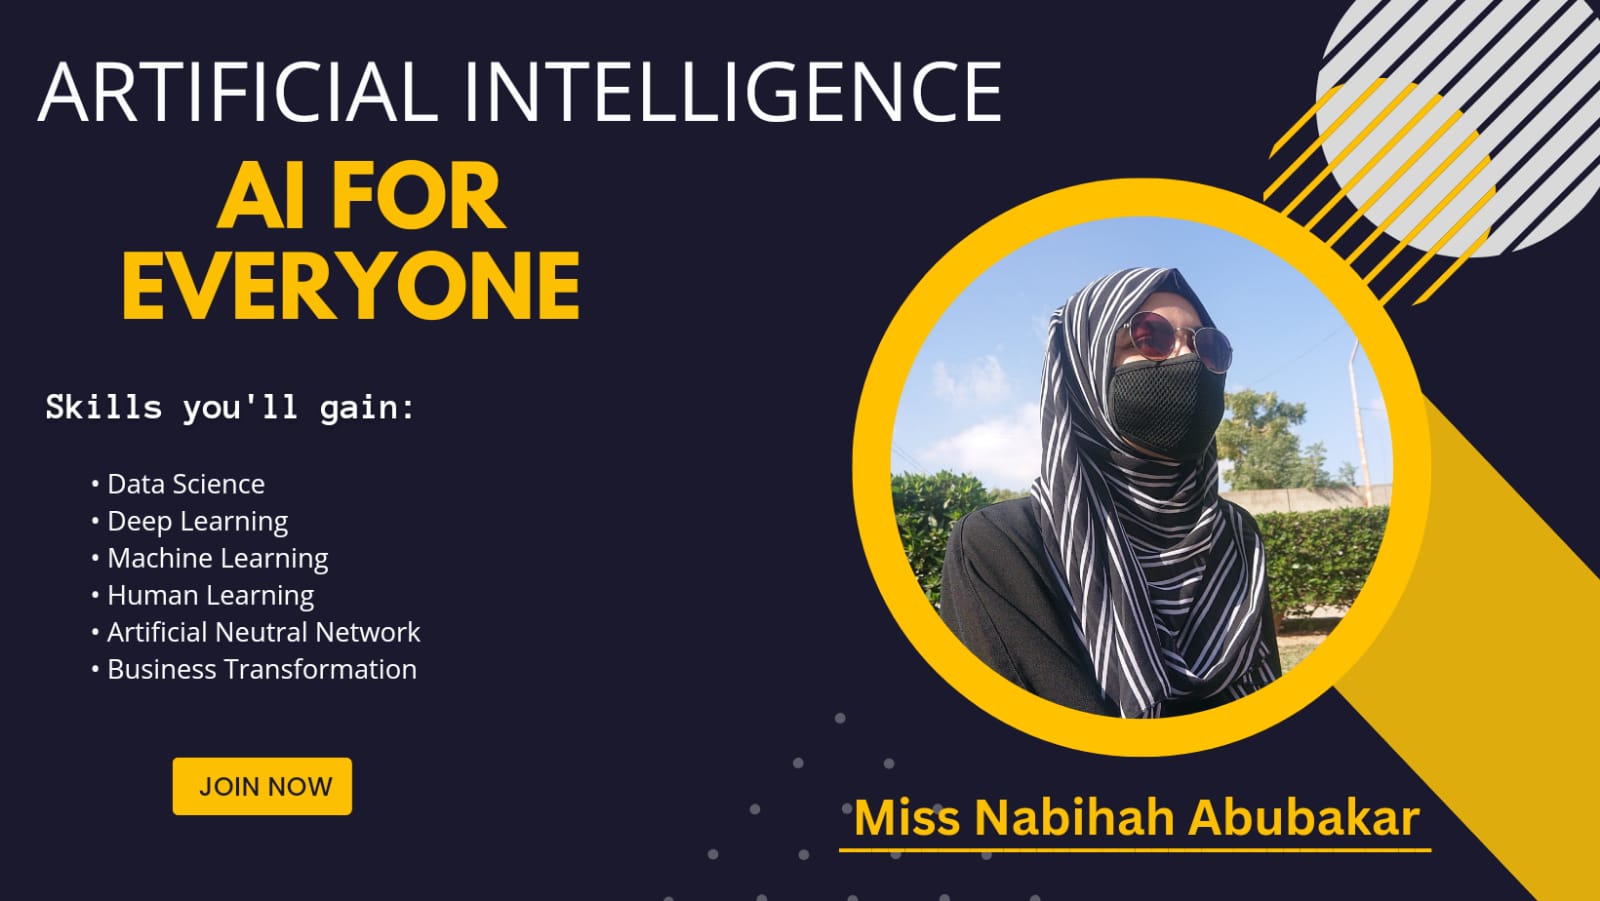 ARTIFICIAL INTELLIGENCE
AI FOR
EVERYONE
Skills you'll gain:
• Data Science
• Deep Learning
• Machine Learning
• Human Learning
• Artificial Neutral Network
• Business Transformation
JOIN NOW
Miss Nabihah Abubakar